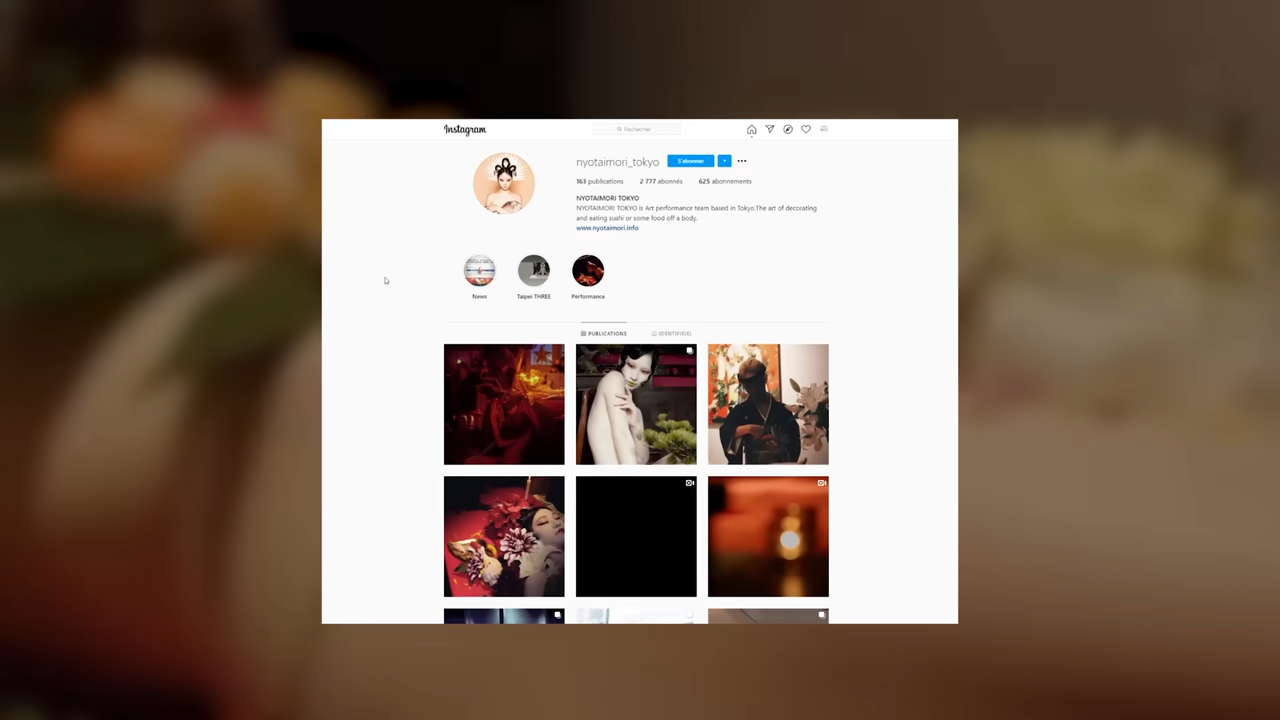 Instagram
Rechercher
nyotaimori_tokyo S'abonner
163 publications 2 777 abonnés 625 abonnements
NYOTAIMORI TOKYO
NYOTAIMORI TOKYO is Art performance team based in Tokyo.The art of decorating
and eating sushi or some food off a body.
www.nyotaimori.info
News Taipei THREE Performance
PUBLICATIONS IDENTIFIÉ(E)